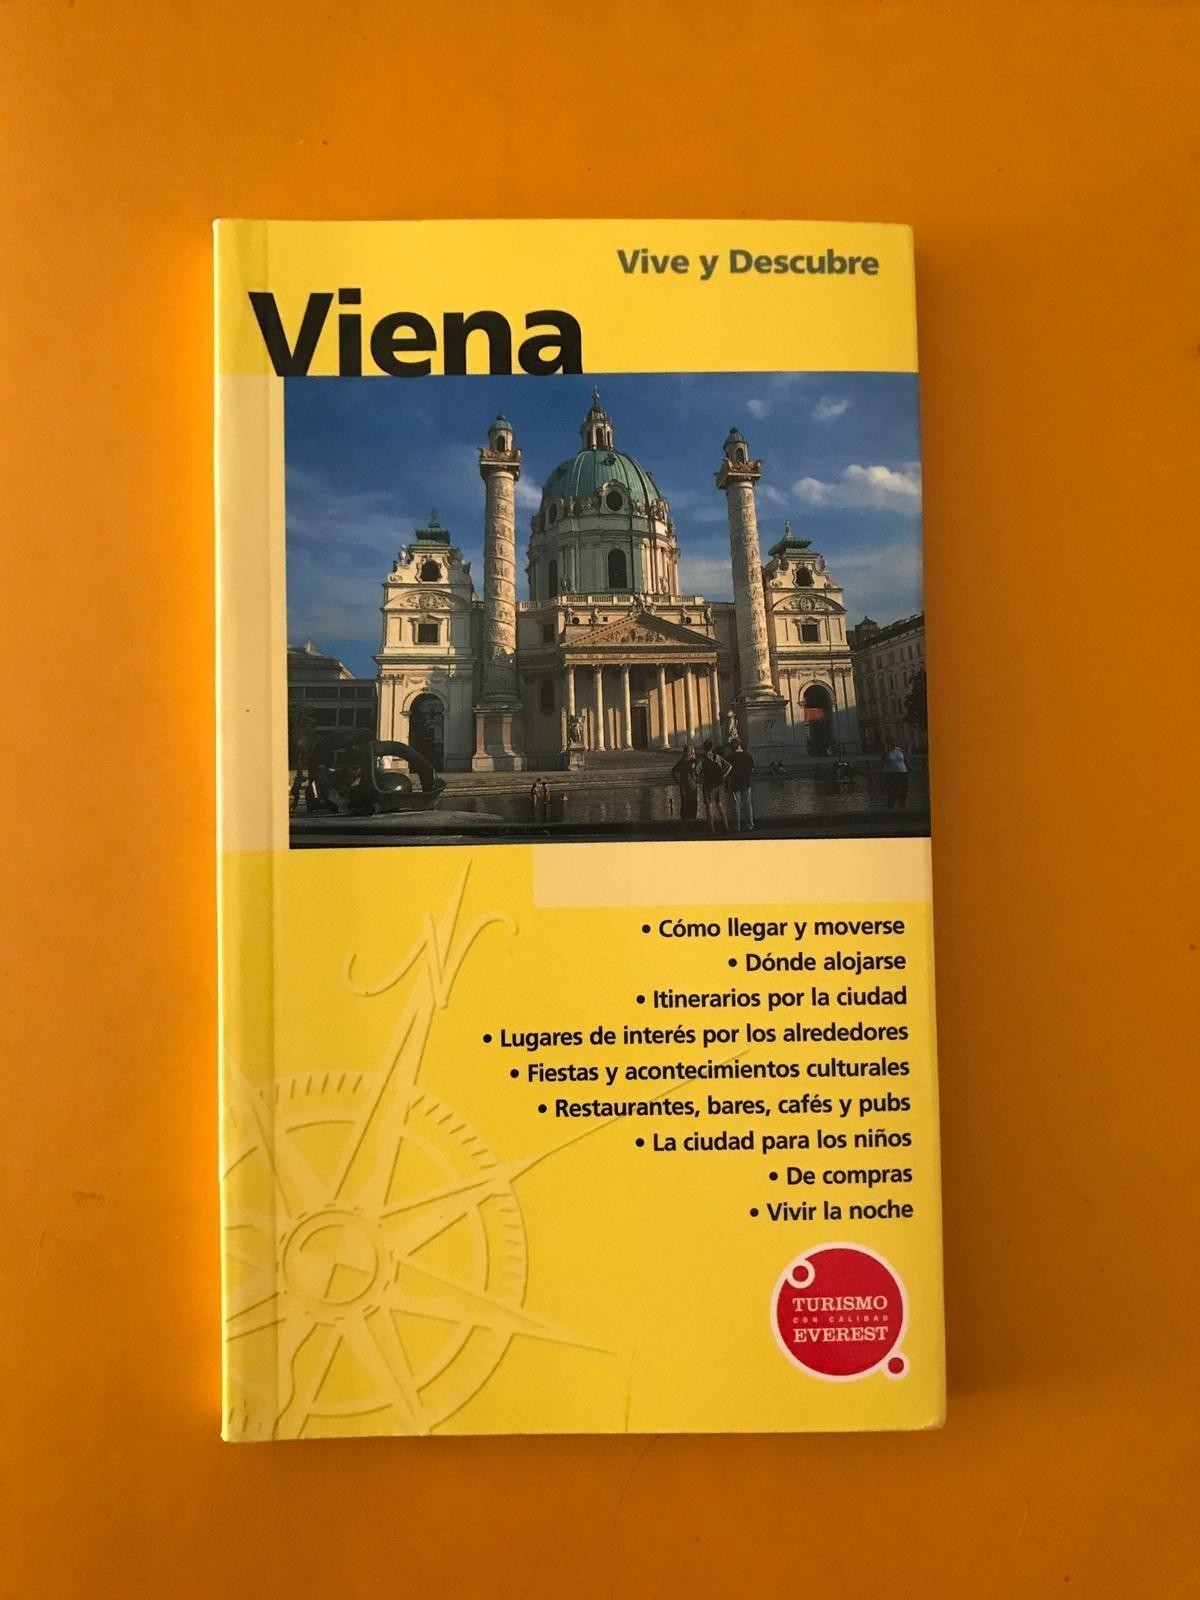 Vive y Descubre
Viena
• Cómo llegar y moverse
• Dónde alojarse
• Itinerarios por la ciudad
• Lugares de interés por los alrededores
• Fiestas y acontecimientos culturales
• Restaurantes, bares, cafés y pubs
• La ciudad para los niños
• De compras
• Vivir la noche
TURISMO
CON CALIDAD
EVEREST